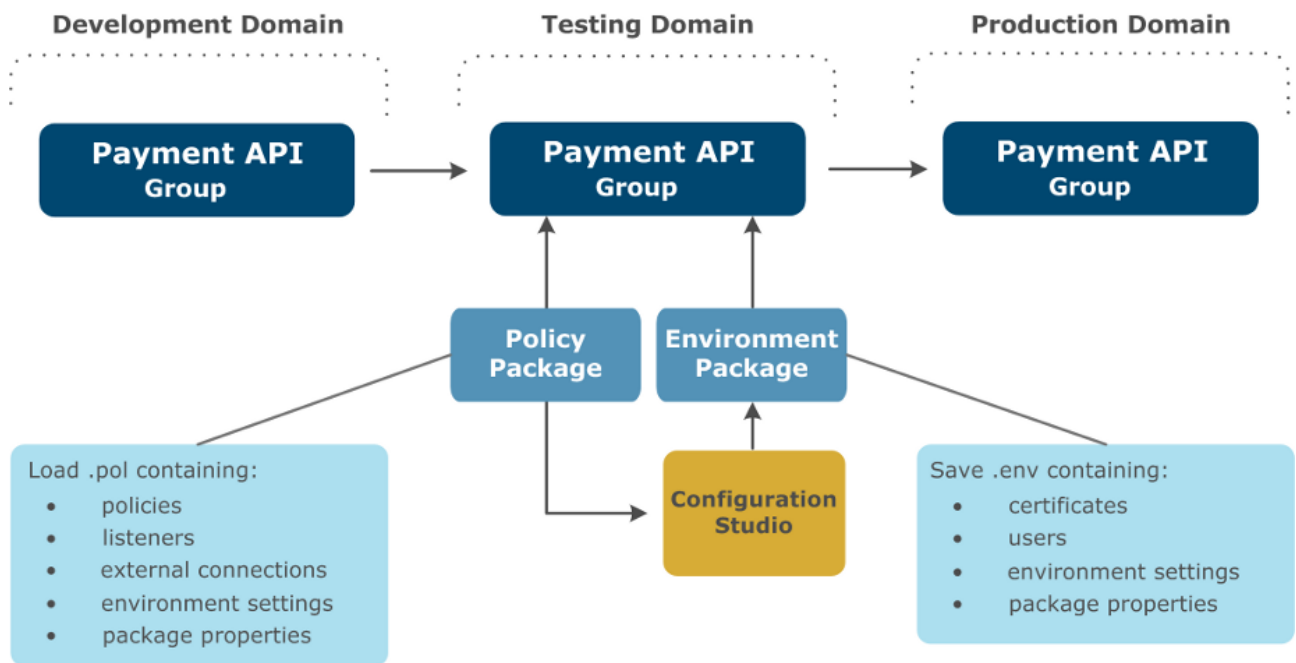 Development Domain
Testing Domain
Production Domain
Payment API
Group
Payment API
Group
Payment API
Group
Policy
Package
Environment
Package
Load .pol containing:
• policies
• listeners
• external connections
• environment settings
• package properties
Configuration
Studio
Save .env containing:
• certificates
• users
• environment settings
• package properties